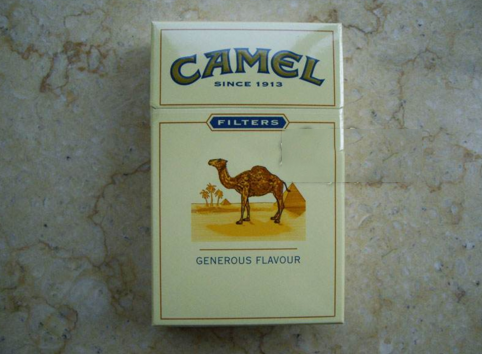 CAMEL
SINCE 1913
FILTERS
GENEROUS FLAVOUR